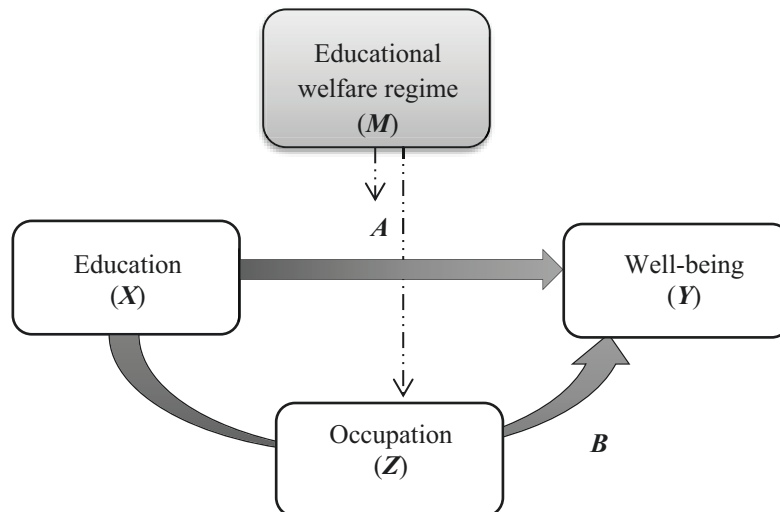 Educational
welfare regime
(M)
A
Education
(X)
Well-being
(Y)
Occupation
(Z)
B